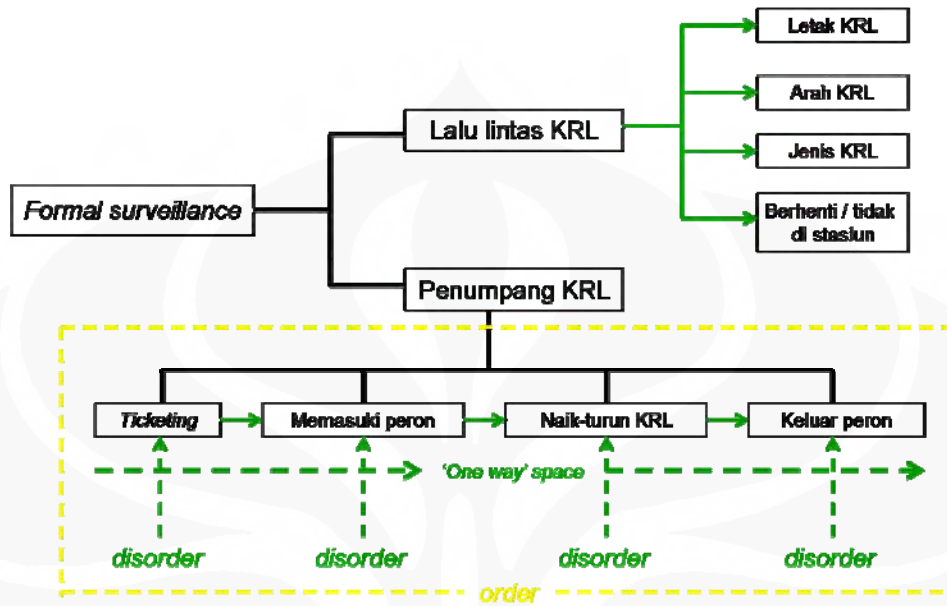 Letak KRL
Arah KRL
Lalu lintas KRL
Jenis KRL
Formal surveillance
Berhenti / tidak
di stasiun
Penumpang KRL
Ticketing
Memasuki peron
Naik-turun KRL
Keluar peron
'One way' space
disorder
disorder
disorder
disorder
order